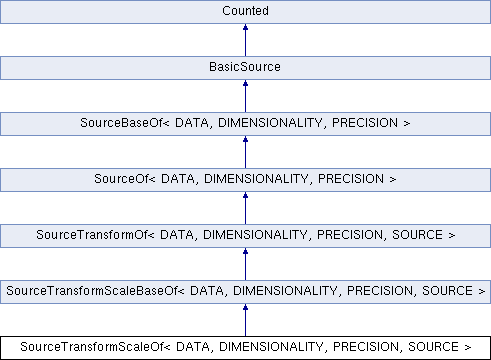 Counted
BasicSource
SourceBaseOf< DATA, DIMENSIONALITY, PRECISION >
SourceOf< DATA, DIMENSIONALITY, PRECISION >
SourceTransformOf< DATA, DIMENSIONALITY, PRECISION, SOURCE >
SourceTransformScaleBaseOf< DATA, DIMENSIONALITY, PRECISION, SOURCE >
SourceTransformScaleOf< DATA, DIMENSIONALITY, PRECISION, SOURCE >